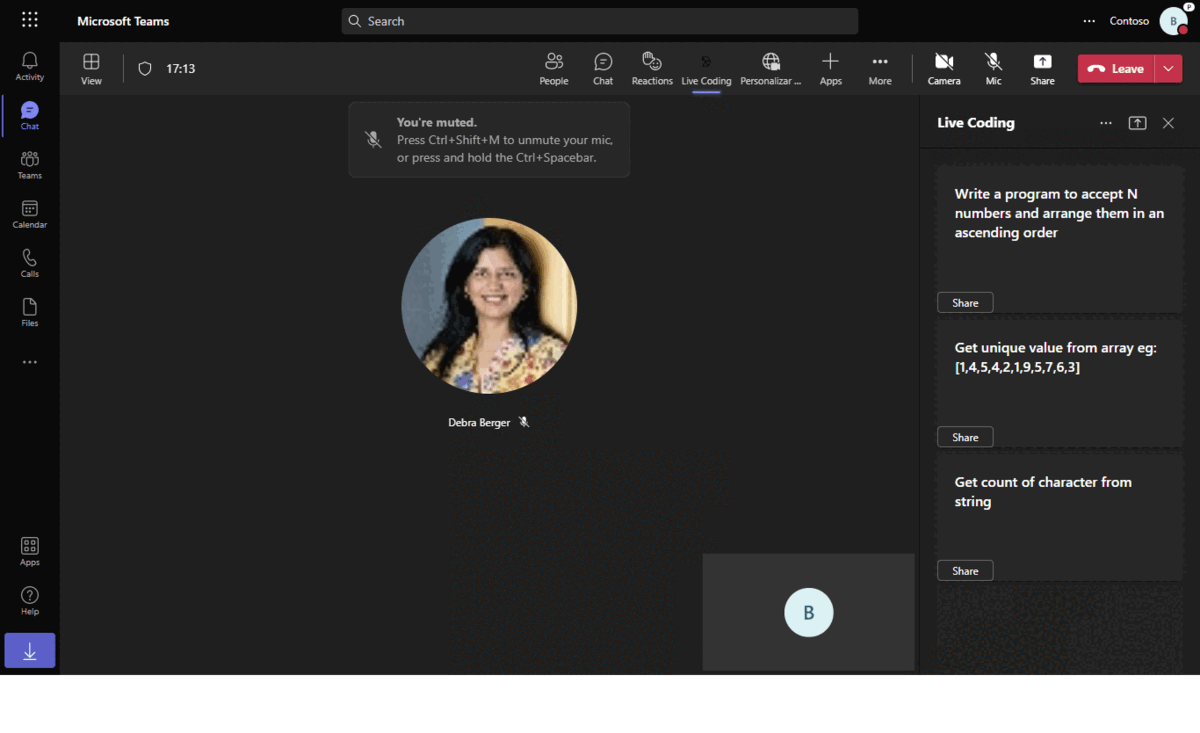 Microsoft Teams
Search
Contoso
B
P
Activity
Chat
Teams
Calendar
Calls
Files
Apps
Help
View
17:13
People
Chat
Reactions
Live Coding
Personalizar ...
Apps
More
Camera
Mic
Share
Leave
You're muted.
Press Ctrl+Shift+M to unmute your mic,
or press and hold the Ctrl+Spacebar.
Debra Berger
B
Live Coding
Write a program to accept N
numbers and arrange them in an
ascending order
Share
Get unique value from array eg:
[1,4,5,4,2,1,9,5,7,6,3]
Share
Get count of character from
string
Share